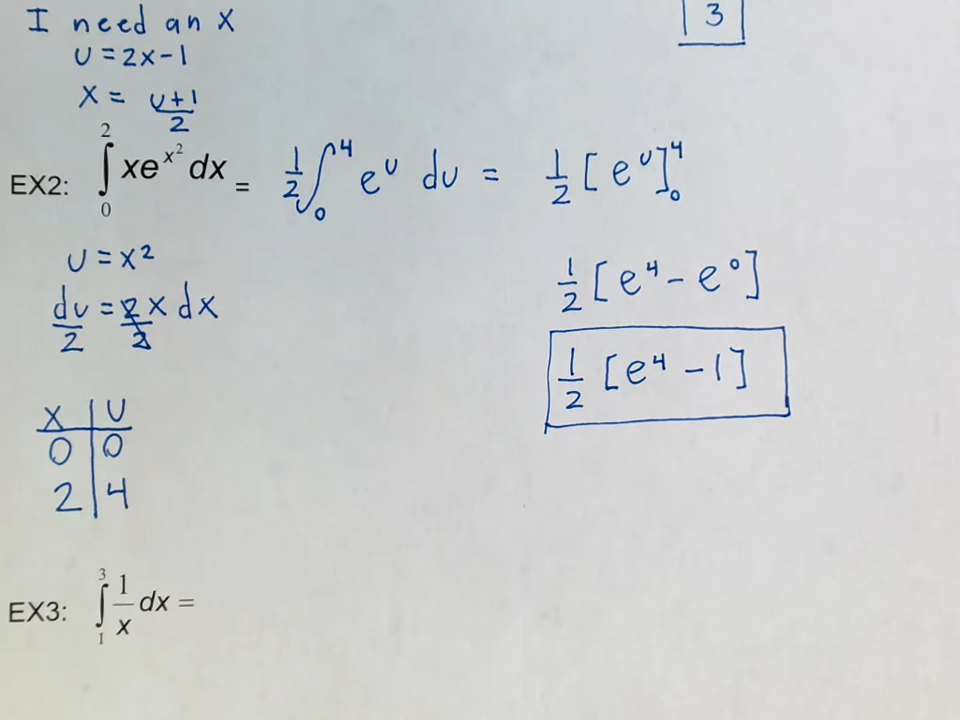 I need an x
3
u = 2x-1
x = (u+1)/2
EX2: ∫₀² xe^{x²} dx = 1/2 ∫₀⁴ e^u du = 1/2 [e^u]₀⁴
u = x²
1/2 [e⁴ - e⁰]
du/2 = 2x dx/2
1/2 [e⁴ - 1]
x | u
0 | 0
2 | 4
EX3: ∫₁³ 1/x dx =